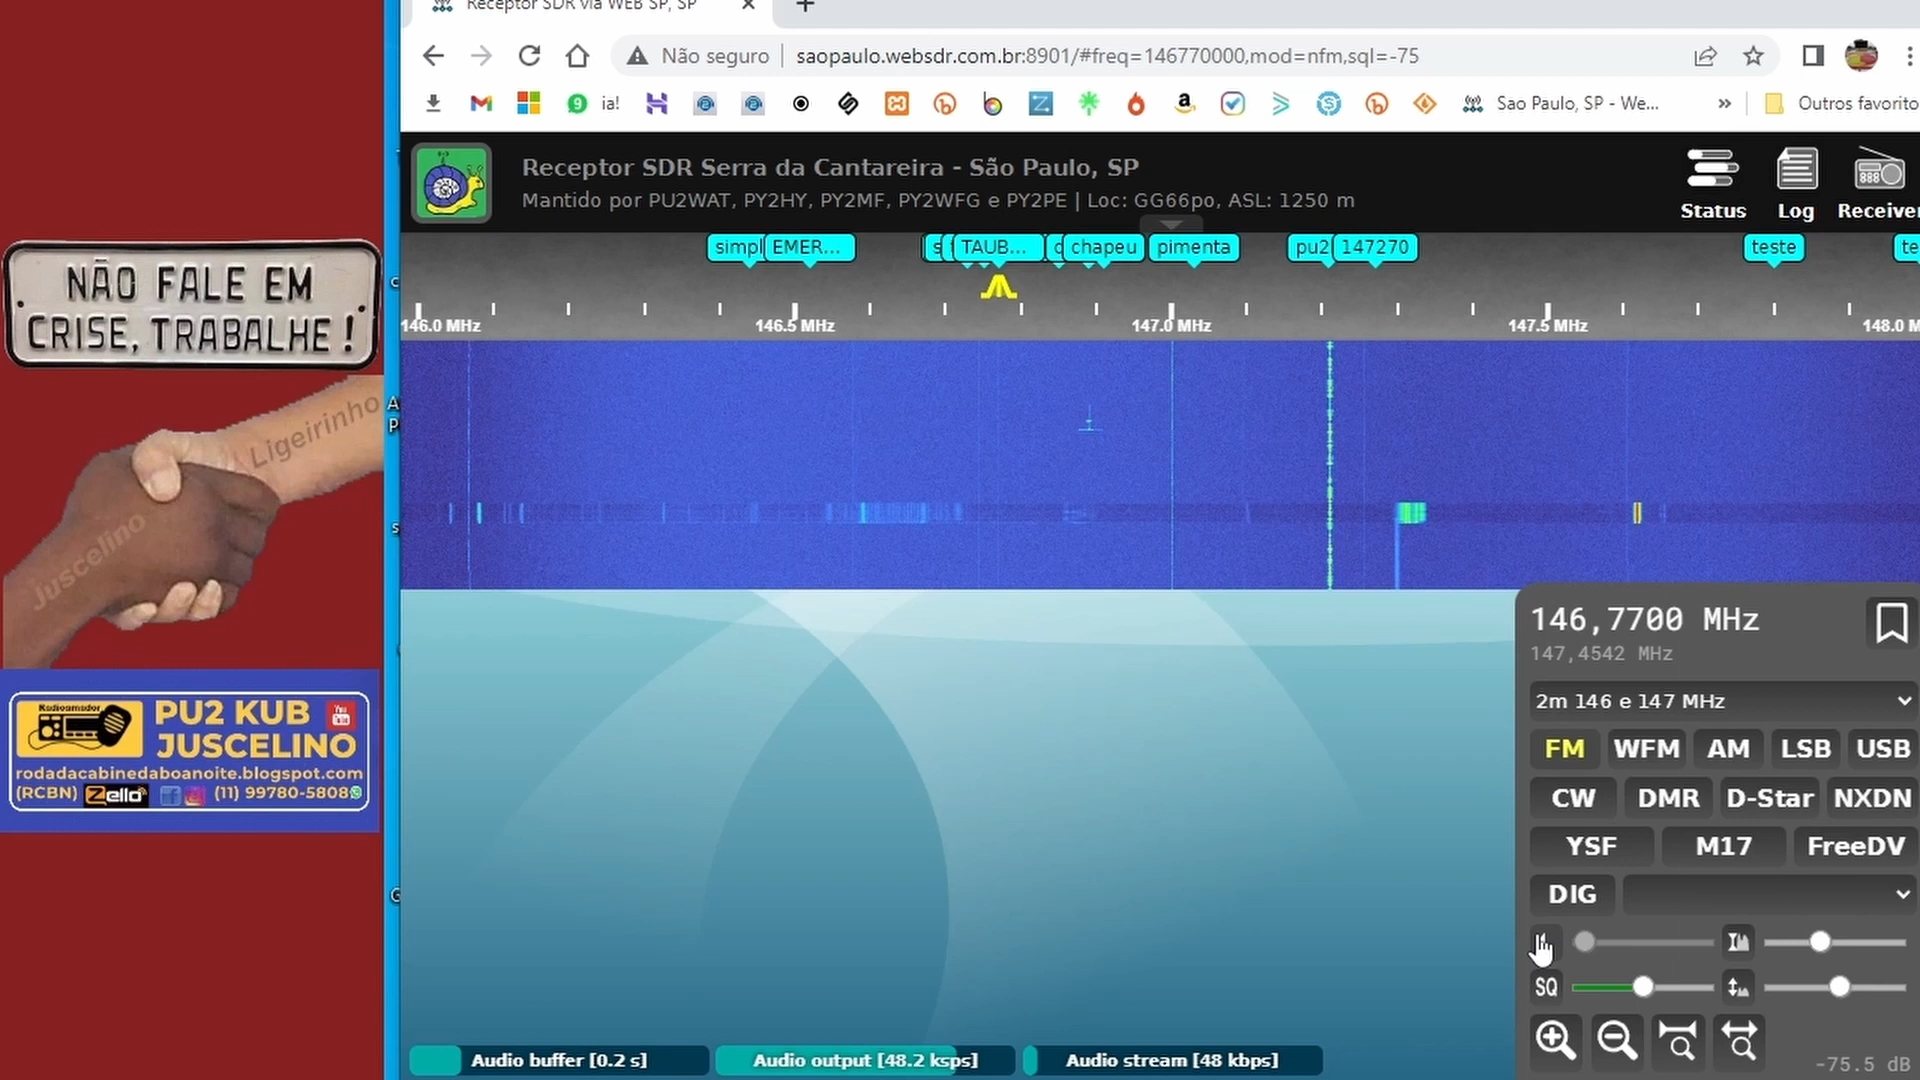 Receptor SDR via WEB SP, SP
Não seguro
saopaulo.websdr.com.br:8901/#freq=146770000,mod=nfm,sql=-75
9
ia!
Sao Paulo, SP - We...
»
Outros favorito
Receptor SDR Serra da Cantareira - São Paulo, SP
Mantido por PU2WAT, PY2HY, PY2MF, PY2WFG e PY2PE | Loc: GG66po, ASL: 1250 m
Status
Log
Receiver
simpl
EMER...
TAUB...
chapeu
pimenta
pu2
147270
teste
te
146.0 MHz
146.5 MHz
147.0 MHz
147.5 MHz
148.0 M
NÃO FALE EM
CRISE, TRABALHE !
Ligeirinho
Juscelino
Radioamador
PU2 KUB
You
JUSCELINO
rodadacabinedaboanoite.blogspot.com
(RCBN) Zello (11) 99780-5808
146,7700 MHz
147,4542 MHz
2m 146 e 147 MHz
FM WFM AM LSB USB
CW DMR D-Star NXDN
YSF M17 FreeDV
DIG
SQ
-75.5 dB
Audio buffer [0.2 s]
Audio output [48.2 ksps]
Audio stream [48 kbps]